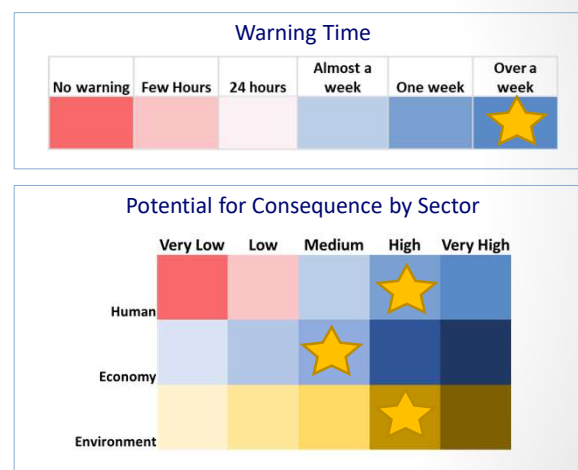 Warning Time
No warning Few Hours 24 hours Almost a week One week Over a week
Potential for Consequence by Sector
Very Low Low Medium High Very High
Human
Economy
Environment